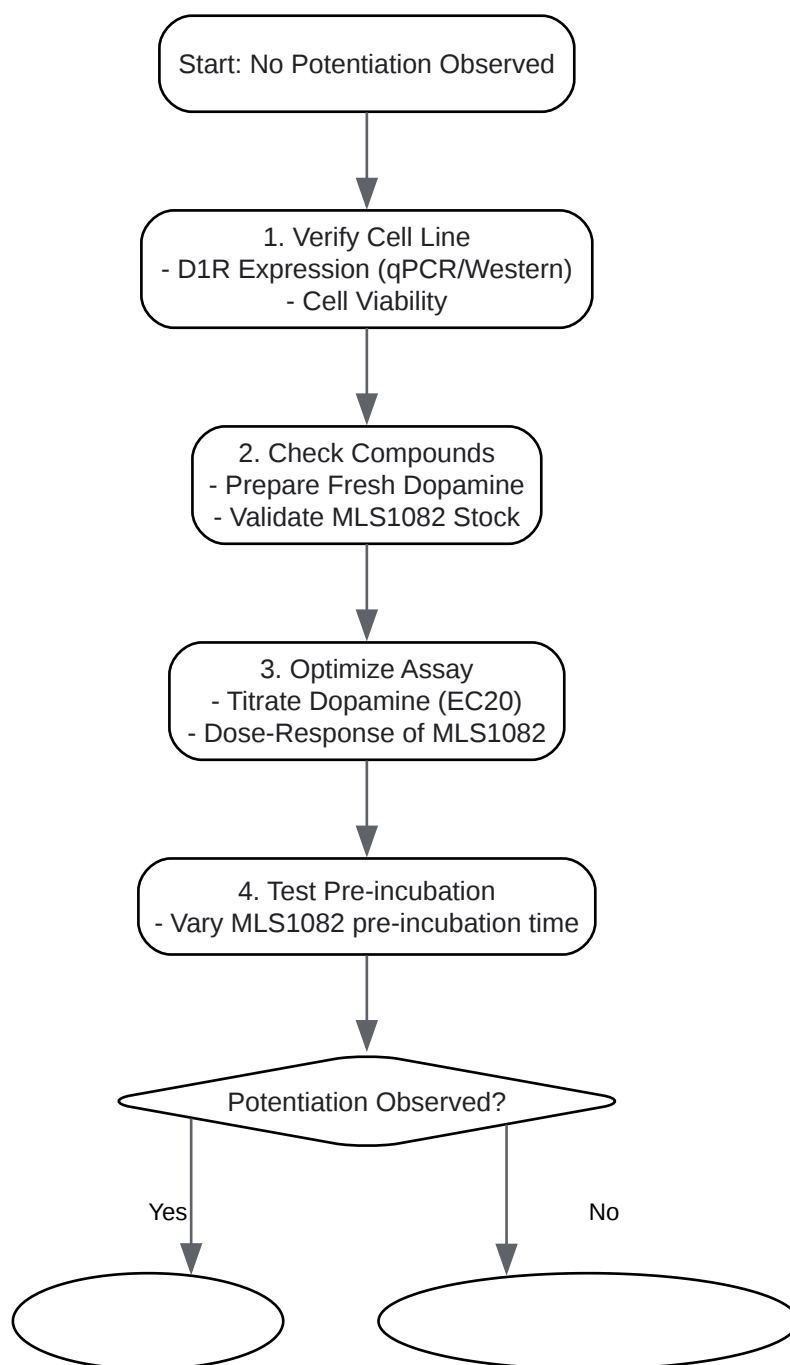 Start: No Potentiation Observed
1. Verify Cell Line
- D1R Expression (qPCR/Western)
- Cell Viability
2. Check Compounds
- Prepare Fresh Dopamine
- Validate MLS1082 Stock
3. Optimize Assay
- Titrate Dopamine (EC20)
- Dose-Response of MLS1082
4. Test Pre-incubation
- Vary MLS1082 pre-incubation time
Potentiation Observed?
Yes
No